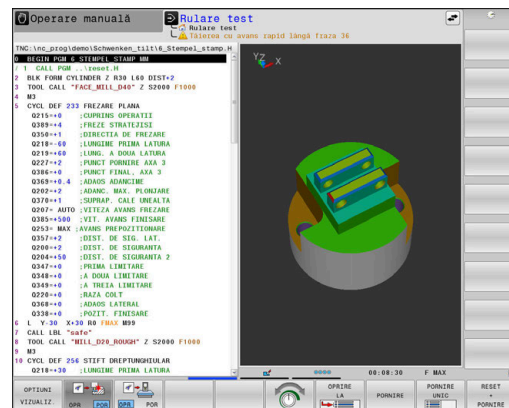 Operare manuală
Rulare test
Rulare test
Tăierea cu avans rapid lângă fraza 36
TNC:\nc_prog\demo\Schwenken_tilt\6_Stempel_stamp.H
0 BEGIN PGM 6_STEMPEL_STAMP MM
/ 1 CALL PGM ..\reset.H
2 BLK FORM CYLINDER Z R30 L60 DIST+2
3 TOOL CALL "FACE_MILL_D40" Z S2000 F1000
4 M3
5 CYCL DEF 233 FREZARE PLANA
Q215=+0 ;CUPRINS OPERATII
Q389=+4 ;FREZE STRATEJISI
Q350=+1 ;DIRECTIA DE FREZARE
Q218=-60 ;LUNGIME PRIMA LATURA
Q219=+60 ;LUNG. A DOUA LATURA
Q227=+2 ;PUNCT PORNIRE AXA 3
Q386=+0 ;PUNCT FINAL, AXA 3
Q369=+0.4 ;ADAOS ADANCIME
Q202=+2 ;ADANC. MAX. PLONJARE
Q370=+1 ;SUPRAP. CALE UNEALTA
Q207= AUTO ;VITEZA AVANS FREZARE
Q385=+500 ;VIT. AVANS FINISARE
Q253= MAX ;AVANS PREPOZITIONARE
Q357=+2 ;DIST. DE SIG. LAT.
Q200=+2 ;DIST. DE SIGURANTA
Q204=+50 ;DIST. DE SIGURANTA 2
Q347=+0 ;PRIMA LIMITARE
Q348=+0 ;A DOUA LIMITARE
Q349=+0 ;A TREIA LIMITARE
Q220=+0 ;RAZA COLT
Q368=+0 ;ADAOS LATERAL
Q338=+0 ;POZIT. FINISARE
6 L Y-30 X+30 R0 FMAX M99
7 CALL LBL "safe"
8 TOOL CALL "MILL_D20_ROUGH" Z S2000 F1000
9 M3
10 CYCL DEF 256 STIFT DREPTUNGHIULAR
Q218=+30 ;LUNGIME PRIMA LATURA
Y Z X
00:08:30 F MAX
OPTIUNI VIZUALIZ.
OPR POR
OPR POR
OPRIRE LA
PORNIRE
PORNIRE UNIC
RESET + PORNIRE